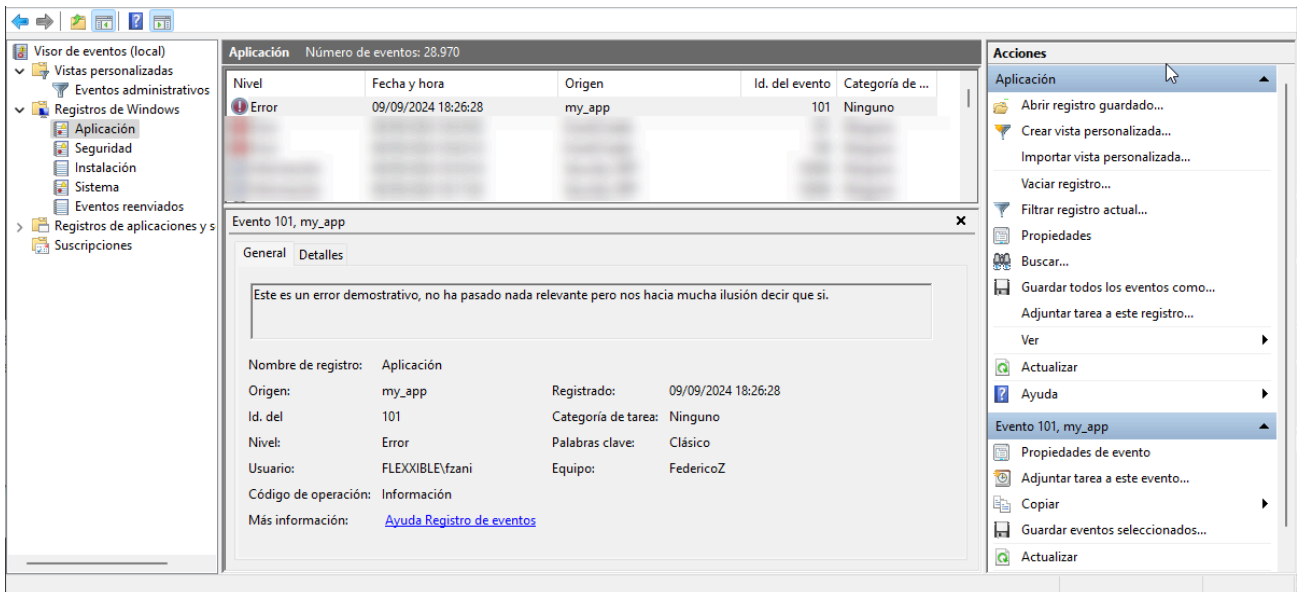 Visor de eventos (local)
Vistas personalizadas
Eventos administrativos
Registros de Windows
Aplicación
Seguridad
Instalación
Sistema
Eventos reenviados
Registros de aplicaciones y s
Suscripciones
Aplicación Número de eventos: 28.970
Nivel Fecha y hora Origen Id. del evento Categoría de ...
Error 09/09/2024 18:26:28 my_app 101 Ninguno
Evento 101, my_app
General Detalles
Este es un error demostrativo, no ha pasado nada relevante pero nos hacia mucha ilusión decir que si.
Nombre de registro: Aplicación
Origen: my_app Registrado: 09/09/2024 18:26:28
Id. del 101 Categoría de tarea: Ninguno
Nivel: Error Palabras clave: Clásico
Usuario: FLEXXIBLE\fzani Equipo: FedericoZ
Código de operación: Información
Más información: Ayuda Registro de eventos
Acciones
Aplicación
Abrir registro guardado...
Crear vista personalizada...
Importar vista personalizada...
Vaciar registro...
Filtrar registro actual...
Propiedades
Buscar...
Guardar todos los eventos como...
Adjuntar tarea a este registro...
Ver
Actualizar
Ayuda
Evento 101, my_app
Propiedades de evento
Adjuntar tarea a este evento...
Copiar
Guardar eventos seleccionados...
Actualizar